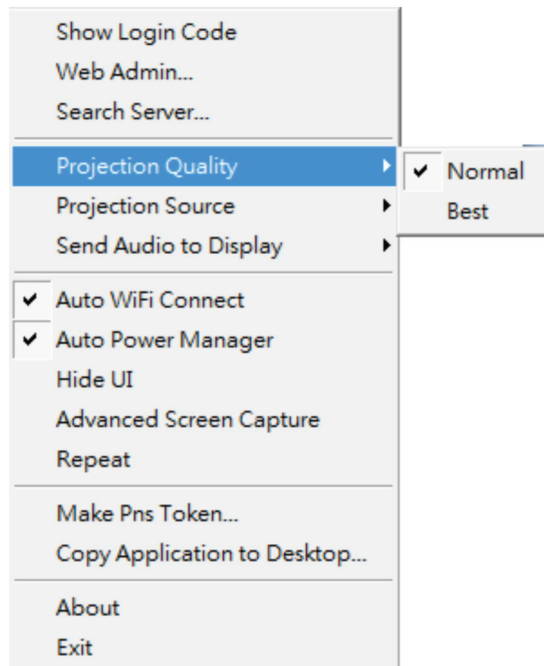 Show Login Code
Web Admin...
Search Server...
Projection Quality
Normal
Best
Projection Source
Send Audio to Display
Auto WiFi Connect
Auto Power Manager
Hide UI
Advanced Screen Capture
Repeat
Make Pns Token...
Copy Application to Desktop...
About
Exit